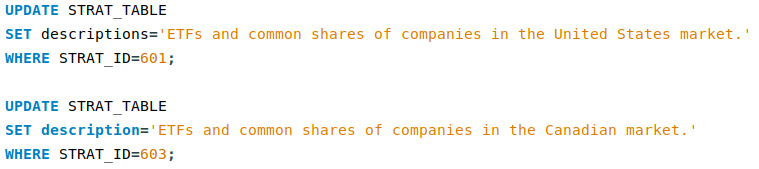 UPDATE STRAT_TABLE
SET descriptions='ETFs and common shares of companies in the United States market.'
WHERE STRAT_ID=601;
UPDATE STRAT_TABLE
SET description='ETFs and common shares of companies in the Canadian market.'
WHERE STRAT_ID=603;